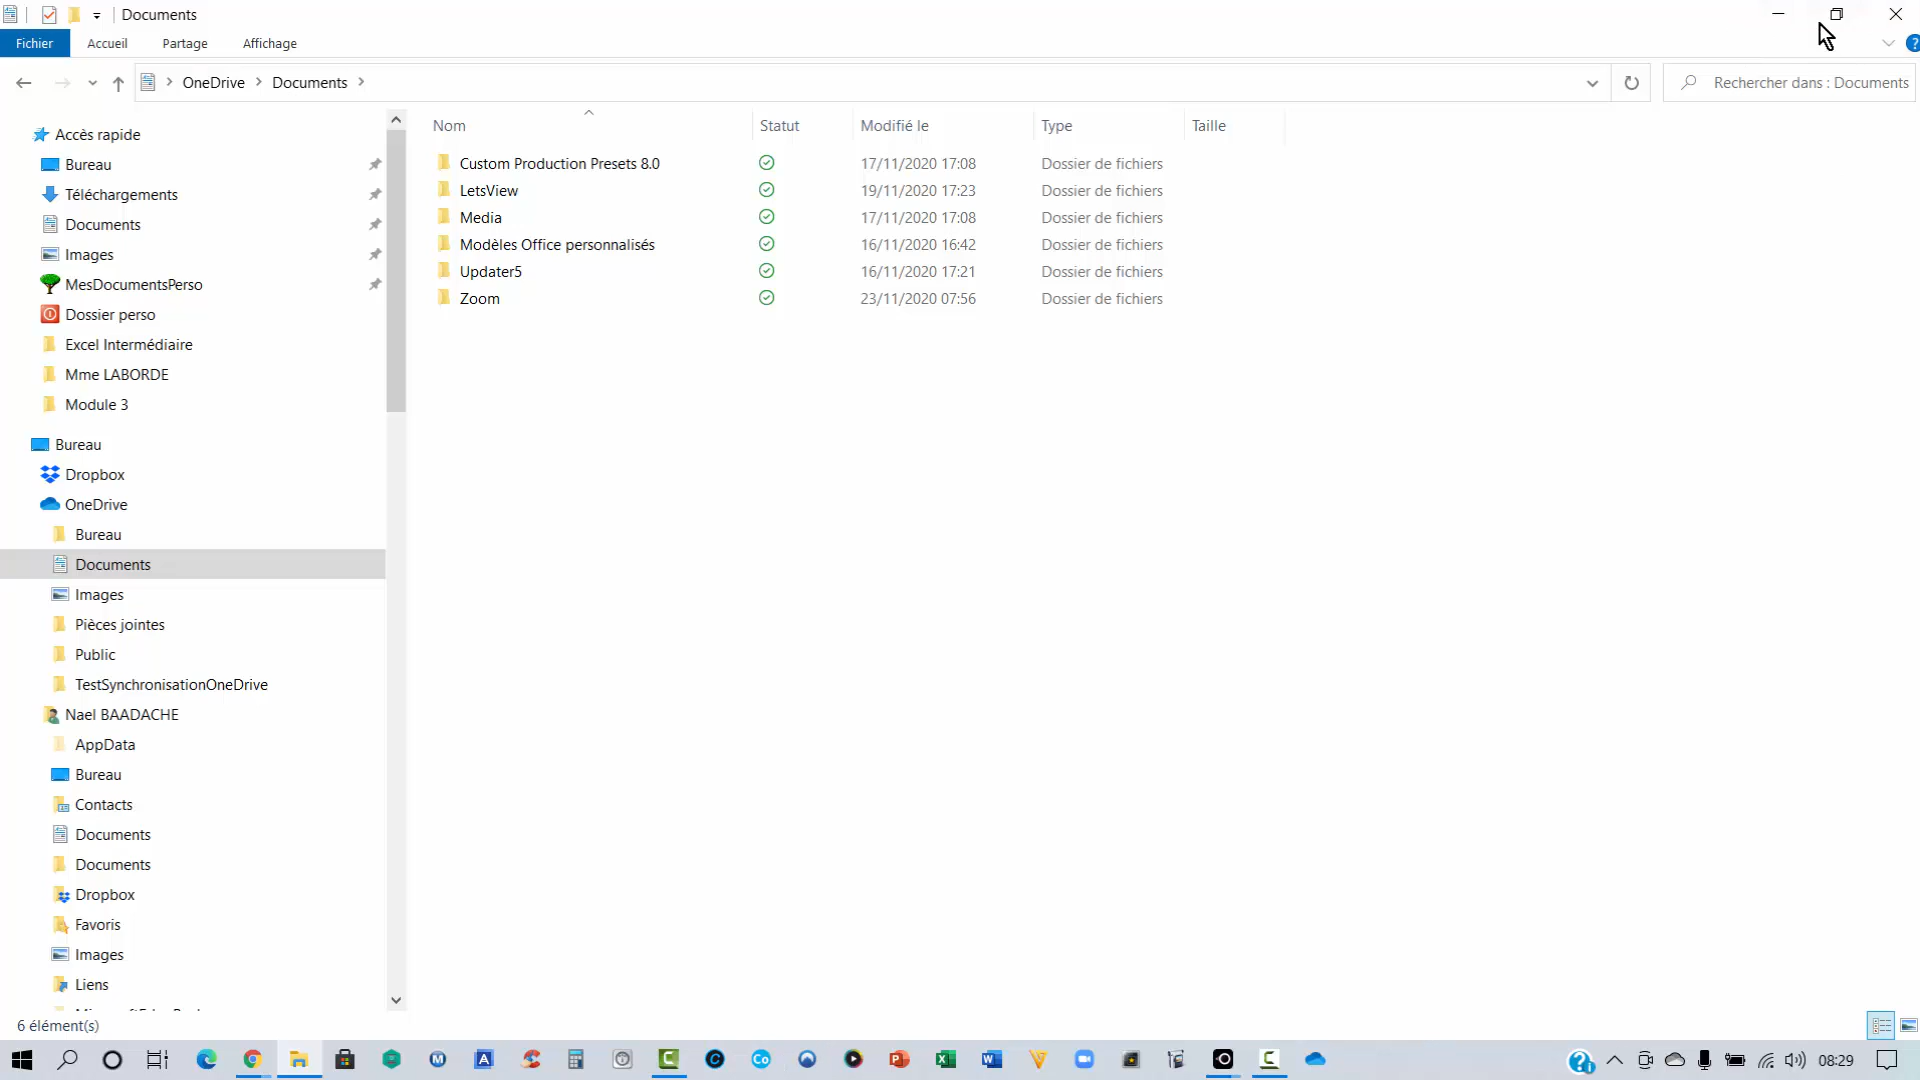 Documents
Fichier Accueil Partage Affichage
OneDrive Documents
Rechercher dans : Documents
Accès rapide
Bureau
Téléchargements
Documents
Images
MesDocumentsPerso
Dossier perso
Excel Intermédiaire
Mme LABORDE
Module 3
Bureau
Dropbox
OneDrive
Bureau
Documents
Images
Pièces jointes
Public
TestSynchronisationOneDrive
Nael BAADACHE
AppData
Bureau
Contacts
Documents
Documents
Dropbox
Favoris
Images
Liens
Nom Statut Modifié le Type Taille
Custom Production Presets 8.0 17/11/2020 17:08 Dossier de fichiers
LetsView 19/11/2020 17:23 Dossier de fichiers
Media 17/11/2020 17:08 Dossier de fichiers
Modèles Office personnalisés 16/11/2020 16:42 Dossier de fichiers
Updater5 16/11/2020 17:21 Dossier de fichiers
Zoom 23/11/2020 07:56 Dossier de fichiers
6 élément(s)
08:29